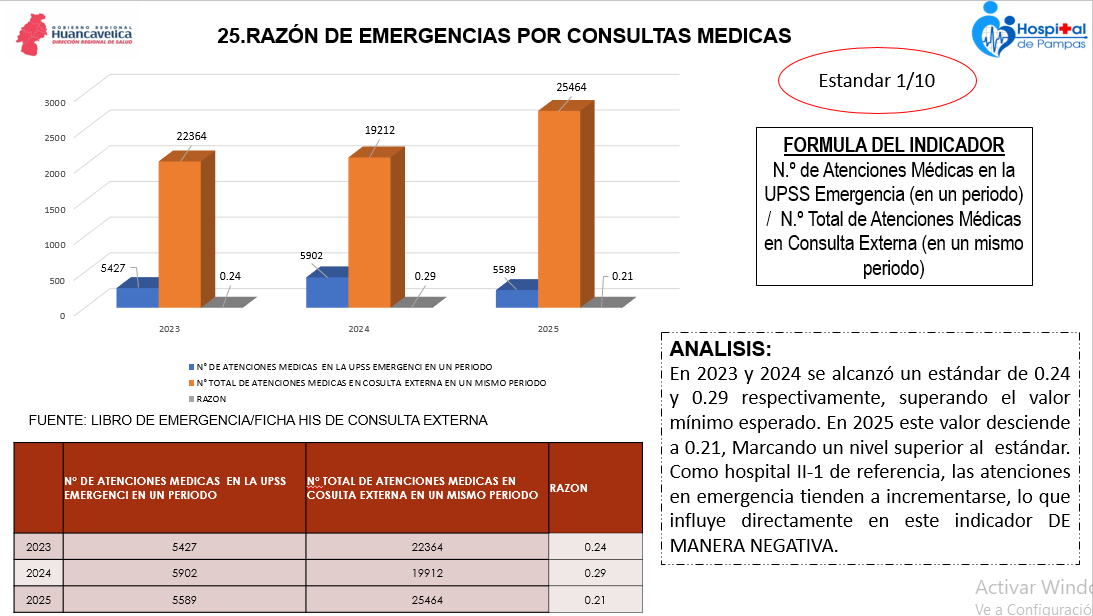 GOBIERNO REGIONAL
Huancavelica
DIRECCIÓN REGIONAL DE SALUD
25.RAZÓN DE EMERGENCIAS POR CONSULTAS MEDICAS
Hospital
de Pampas
Estandar 1/10
FORMULA DEL INDICADOR
N.º de Atenciones Médicas en la
UPSS Emergencia (en un periodo)
/ N.º Total de Atenciones Médicas
en Consulta Externa (en un mismo
periodo)
3000
2500
2000
1500
1000
500
0
5427
22364
0.24
5902
19212
0.29
5589
25464
0.21
2023
2024
2025
N° DE ATENCIONES MEDICAS EN LA UPSS EMERGENCI EN UN PERIODO
N° TOTAL DE ATENCIONES MEDICAS EN COSULTA EXTERNA EN UN MISMO PERIODO
RAZON
FUENTE: LIBRO DE EMERGENCIA/FICHA HIS DE CONSULTA EXTERNA
N° DE ATENCIONES MEDICAS EN LA UPSS
EMERGENCI EN UN PERIODO
N° TOTAL DE ATENCIONES MEDICAS EN
COSULTA EXTERNA EN UN MISMO PERIODO
RAZON
2023 5427 22364 0.24
2024 5902 19912 0.29
2025 5589 25464 0.21
ANALISIS:
En 2023 y 2024 se alcanzó un estándar de 0.24
y 0.29 respectivamente, superando el valor
mínimo esperado. En 2025 este valor desciende
a 0.21, Marcando un nivel superior al estándar.
Como hospital II-1 de referencia, las atenciones
en emergencia tienden a incrementarse, lo que
influye directamente en este indicador DE
MANERA NEGATIVA.
Activar Windo
Ve a Configuració